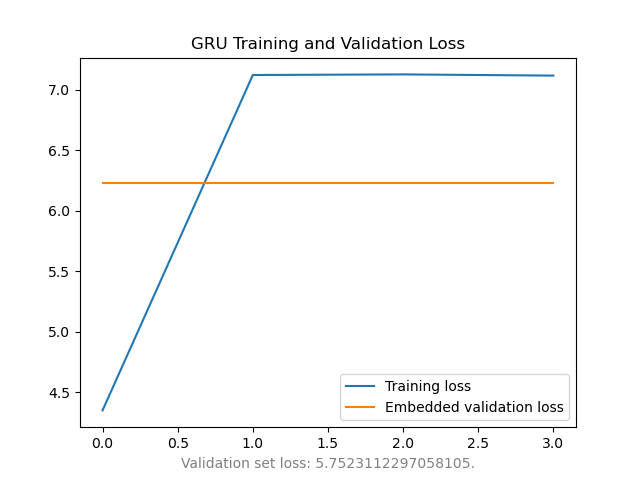 GRU Training and Validation Loss
7.0
6.5
6.0
5.5
5.0
4.5
Training loss
Embedded validation loss
0.0 0.5 1.0 1.5 2.0 2.5 3.0
Validation set loss: 5.7523112297058105.